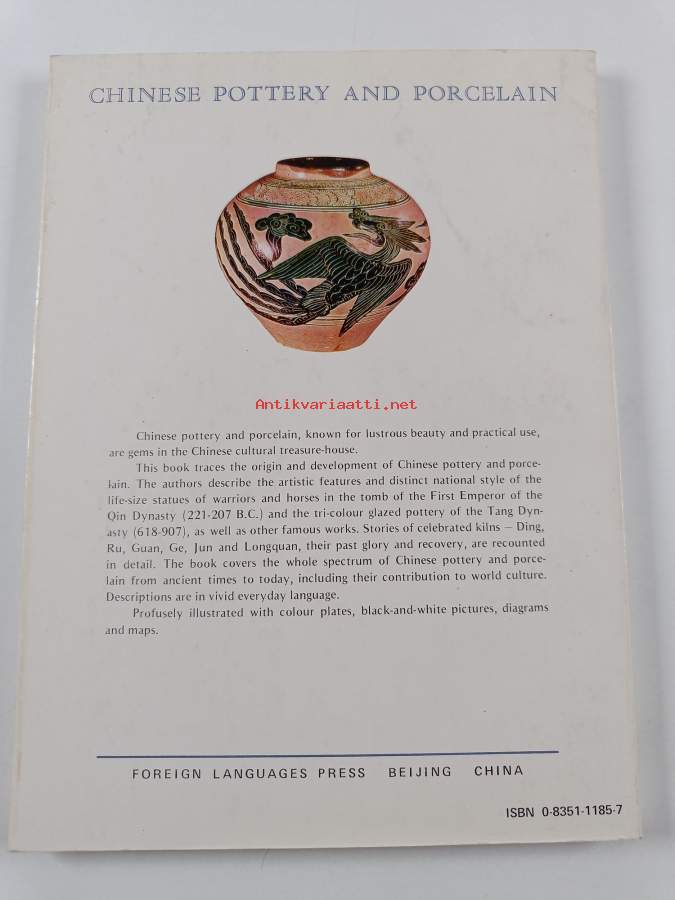 CHINESE POTTERY AND PORCELAIN
Antikvariaatti.net
Chinese pottery and porcelain, known for lustrous beauty and practical use,
are gems in the Chinese cultural treasure-house.
This book traces the origin and development of Chinese pottery and porce-
lain. The authors describe the artistic features and distinct national style of the
life-size statues of warriors and horses in the tomb of the First Emperor of the
Qin Dynasty (221-207 B.C.) and the tri-colour glazed pottery of the Tang Dyn-
asty (618-907), as well as other famous works. Stories of celebrated kilns — Ding,
Ru, Guan, Ge, Jun and Longquan, their past glory and recovery, are recounted
in detail. The book covers the whole spectrum of Chinese pottery and porce-
lain from ancient times to today, including their contribution to world culture.
Descriptions are in vivid everyday language.
Profusely illustrated with colour plates, black-and-white pictures, diagrams
and maps.
FOREIGN LANGUAGES PRESS BEIJING CHINA
ISBN 0-8351-1185-7